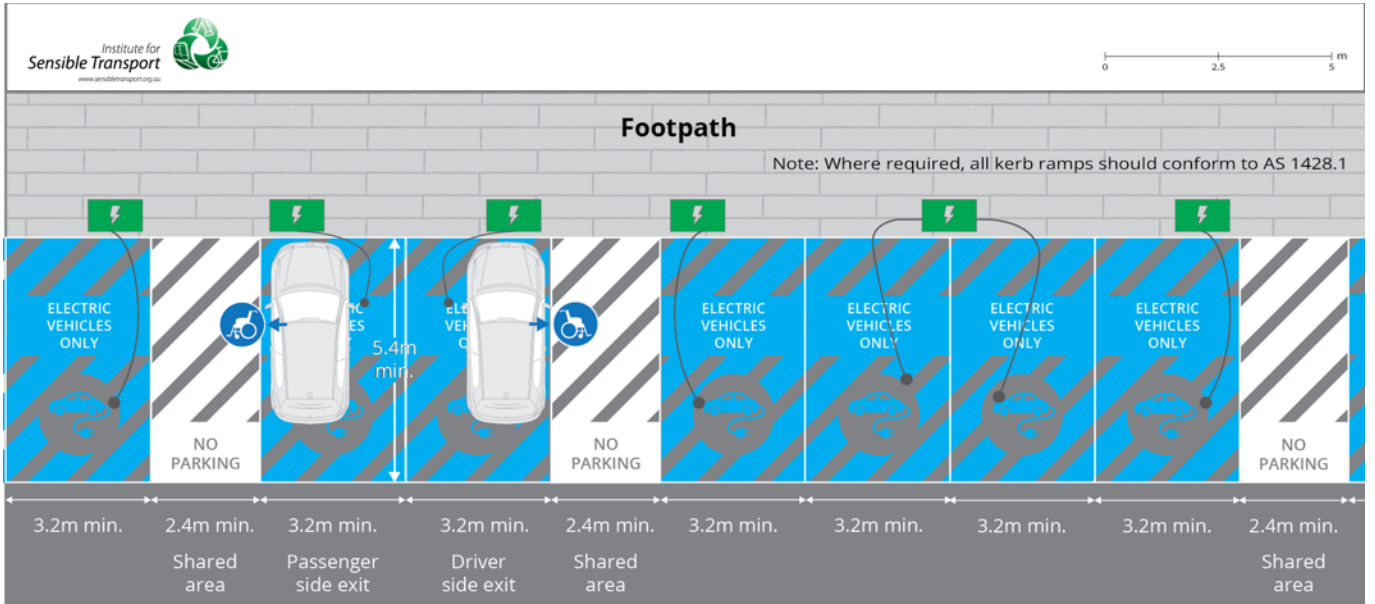 Institute for
Sensible Transport
www.sensibletransport.org.au
m
0 2.5 5
Footpath
Note: Where required, all kerb ramps should conform to AS 1428.1
ELECTRIC
VEHICLES
ONLY
5.4m
min.
ELECTRIC
VEHICLES
ONLY
ELECTRIC
VEHICLES
ONLY
ELECTRIC
VEHICLES
ONLY
ELECTRIC
VEHICLES
ONLY
NO
PARKING
NO
PARKING
NO
PARKING
3.2m min. 2.4m min. 3.2m min. 3.2m min. 2.4m min. 3.2m min. 3.2m min. 3.2m min. 3.2m min. 2.4m min.
Shared
area
Passenger
side exit
Driver
side exit
Shared
area
Shared
area